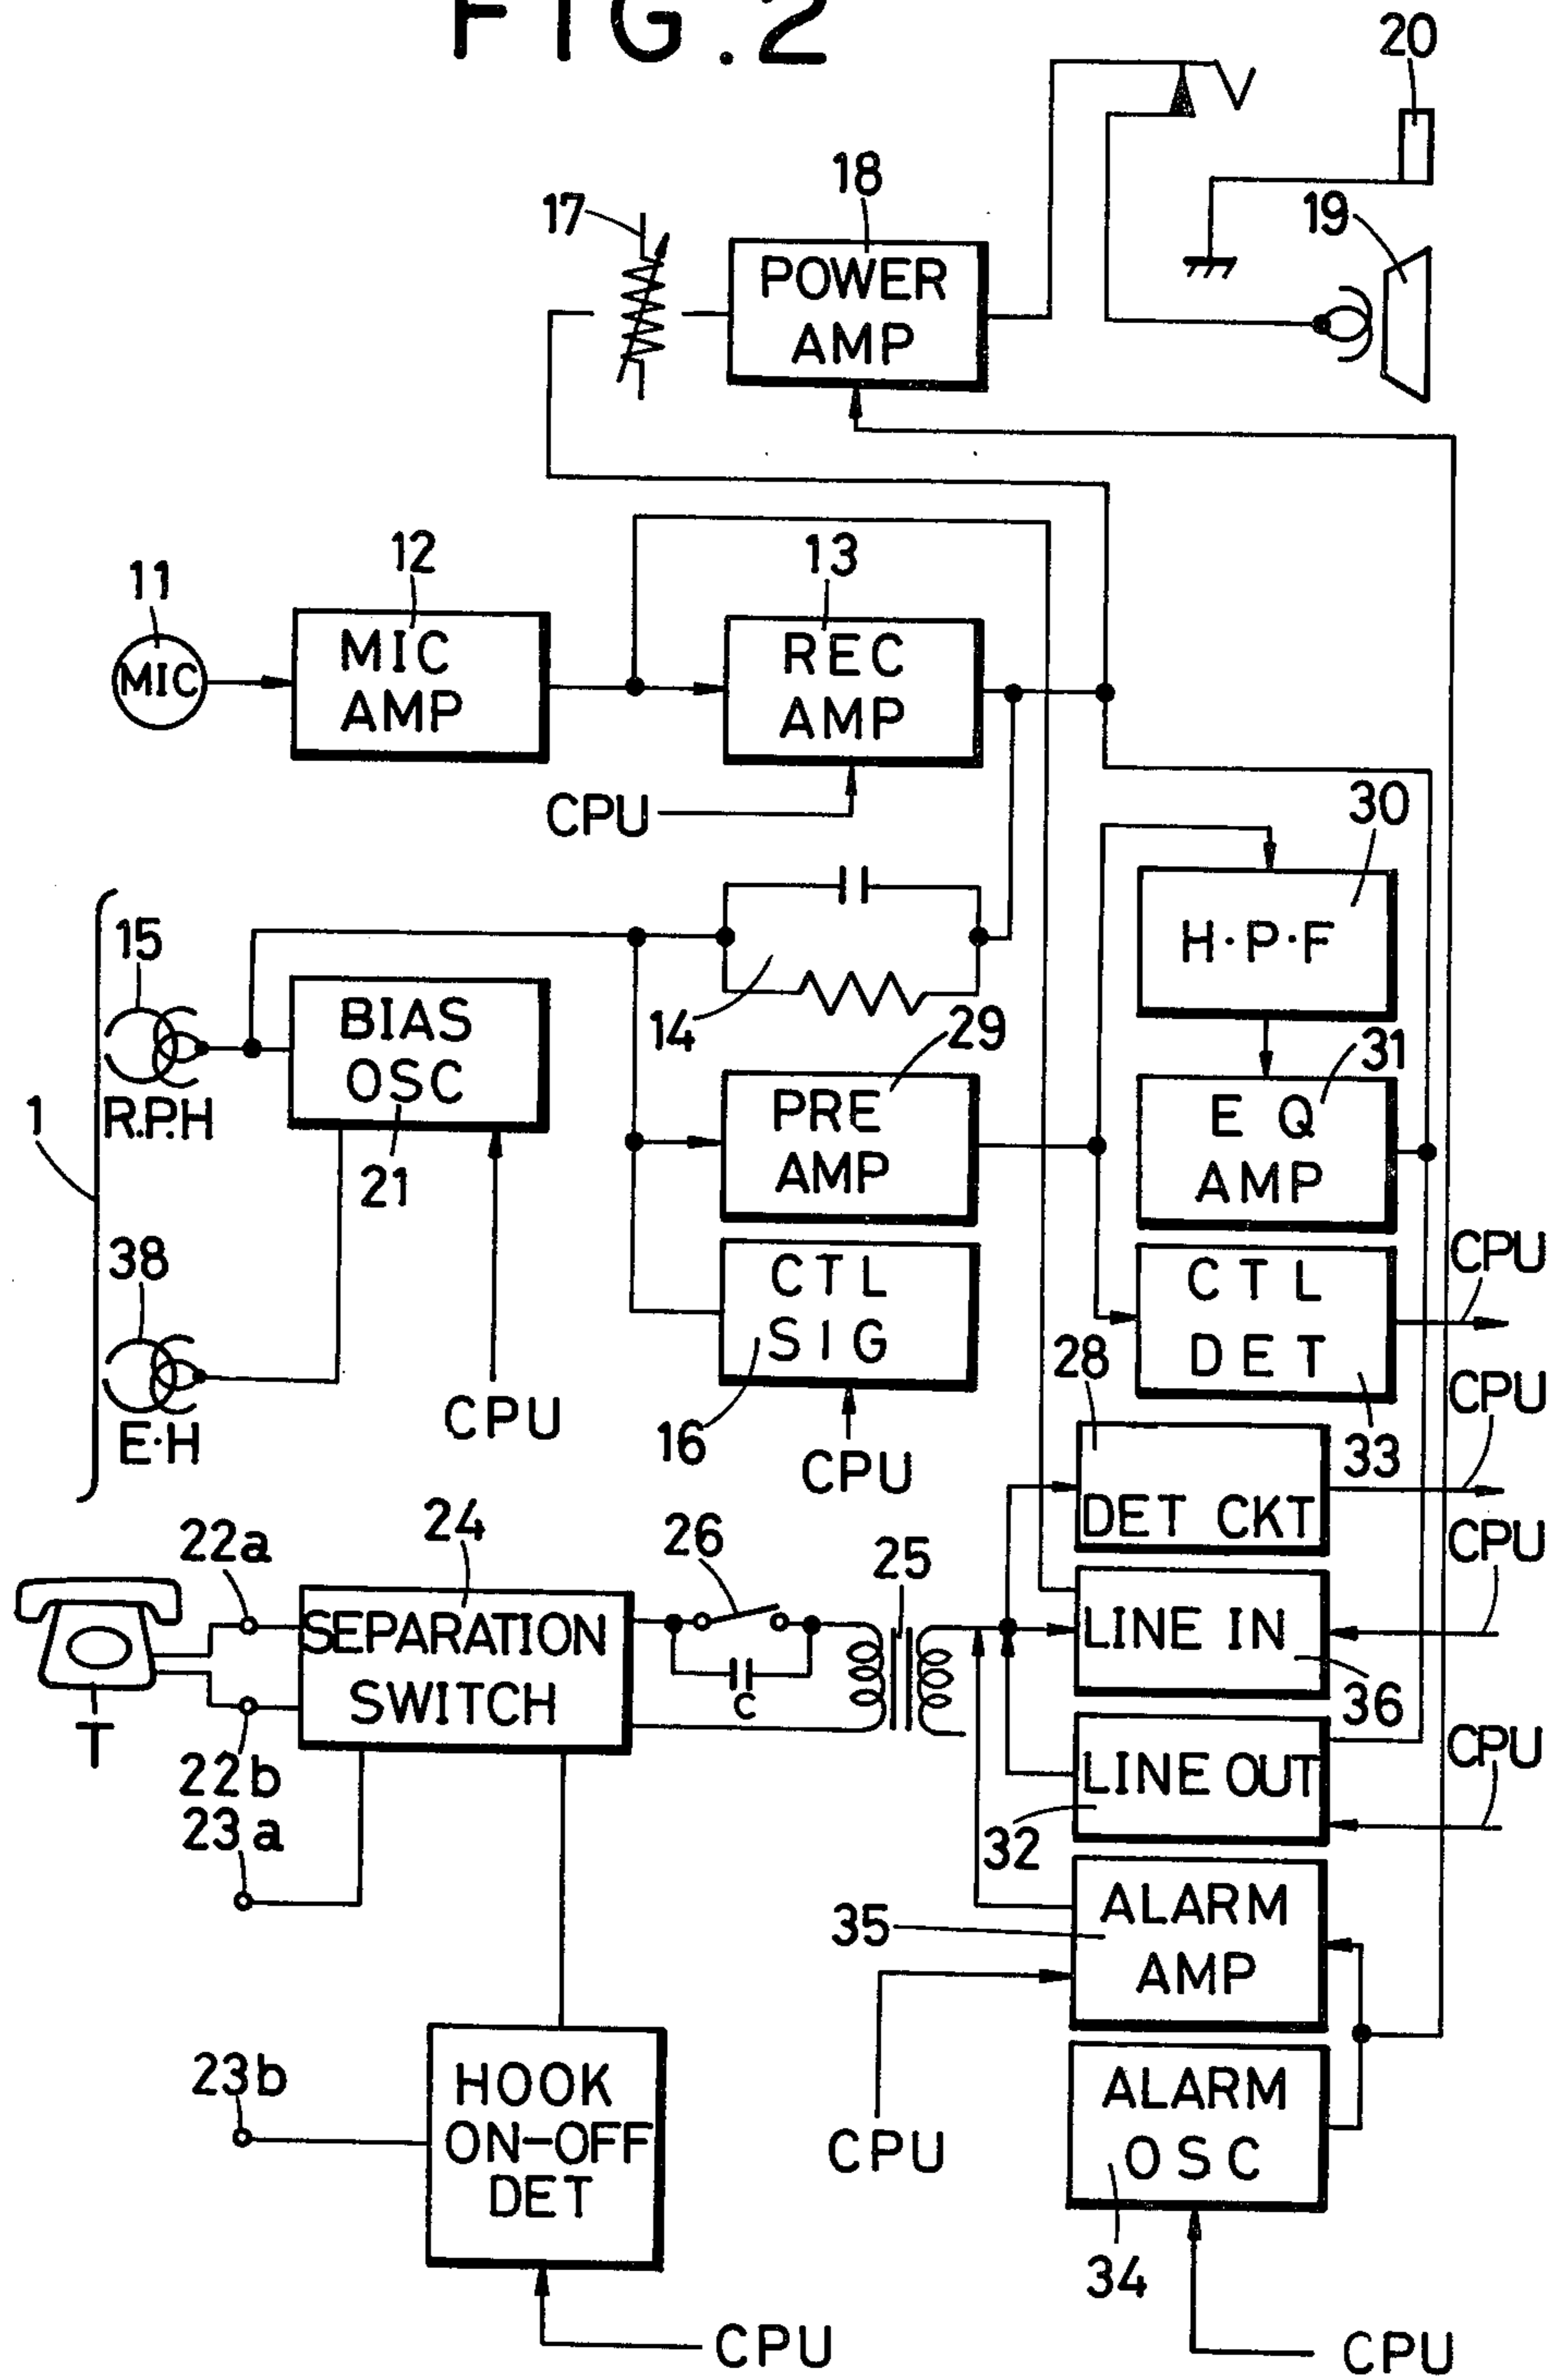 FIG.2
20
18
17
19
POWER
AMP
12
13
11
MIC
MIC
AMP
REC
AMP
CPU
30
15
H·P·F
14
29
BIAS
OSC
31
1
R.P.H
PRE
AMP
E Q
AMP
21
38
CTL
SIG
CTL
DET
CPU
28
CPU
E·H
CPU
16
33
CPU
DET CKT
24
26
25
22a
CPU
SEPARATION
SWITCH
LINE IN
C
36
T
22b
LINE OUT
CPU
23a
32
ALARM
AMP
35
23b
HOOK
ON-OFF
DET
CPU
ALARM
OSC
34
CPU
CPU